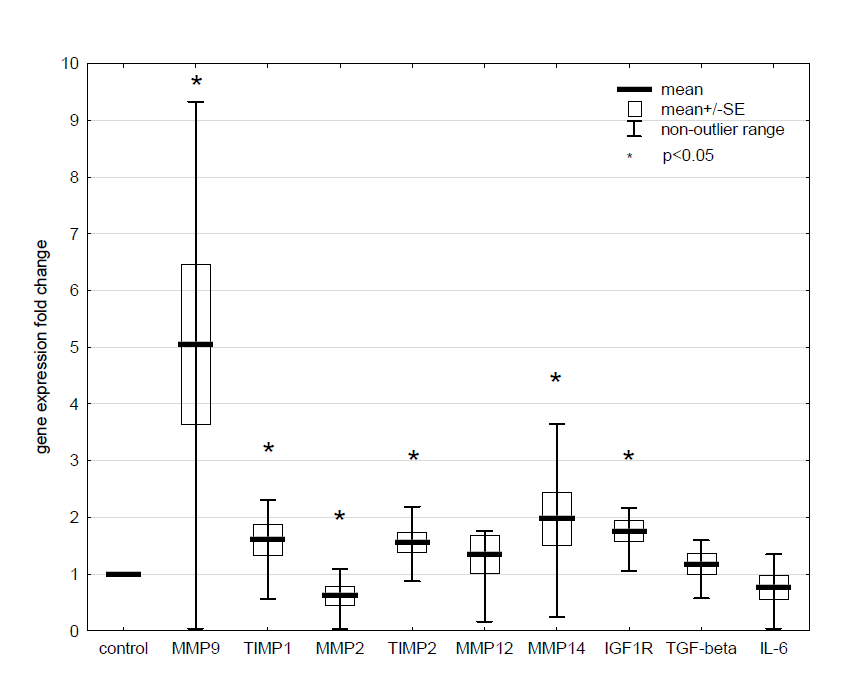 gene expression fold change
10
9
8
7
6
5
4
3
2
1
0
mean
mean+/-SE
non-outlier range
* p<0.05
*
*
*
*
*
*
control MMP9 TIMP1 MMP2 TIMP2 MMP12 MMP14 IGF1R TGF-beta IL-6